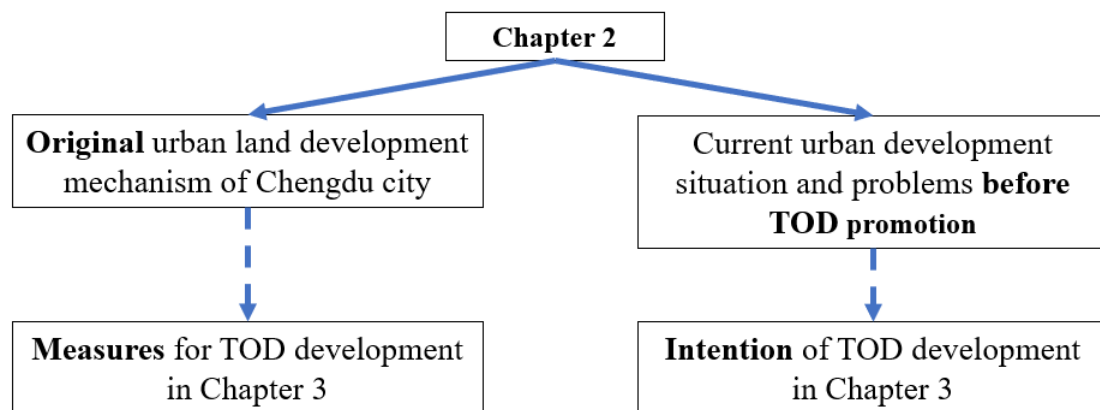 Chapter 2
Original urban land development
mechanism of Chengdu city
Current urban development
situation and problems before
TOD promotion
Measures for TOD development
in Chapter 3
Intention of TOD development
in Chapter 3